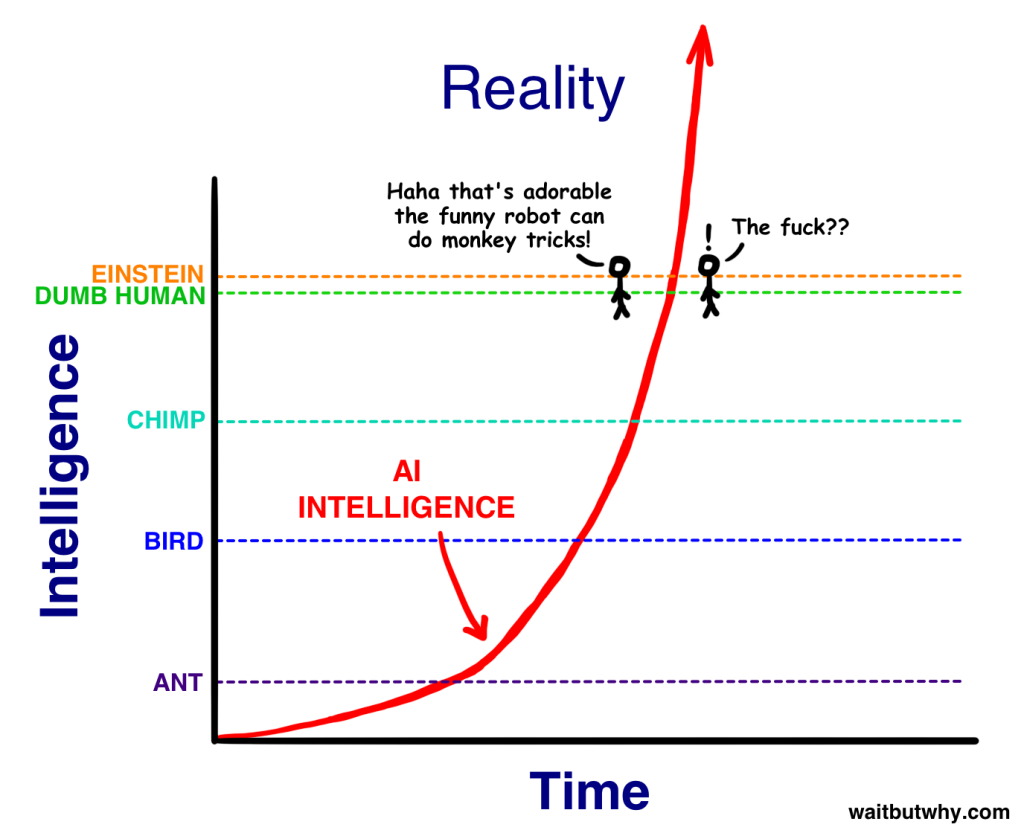 Reality
Haha that's adorable
the funny robot can
do monkey tricks!
!
The fuck??
EINSTEIN
DUMB HUMAN
CHIMP
AI
INTELLIGENCE
BIRD
ANT
Intelligence
Time
waitbutwhy.com